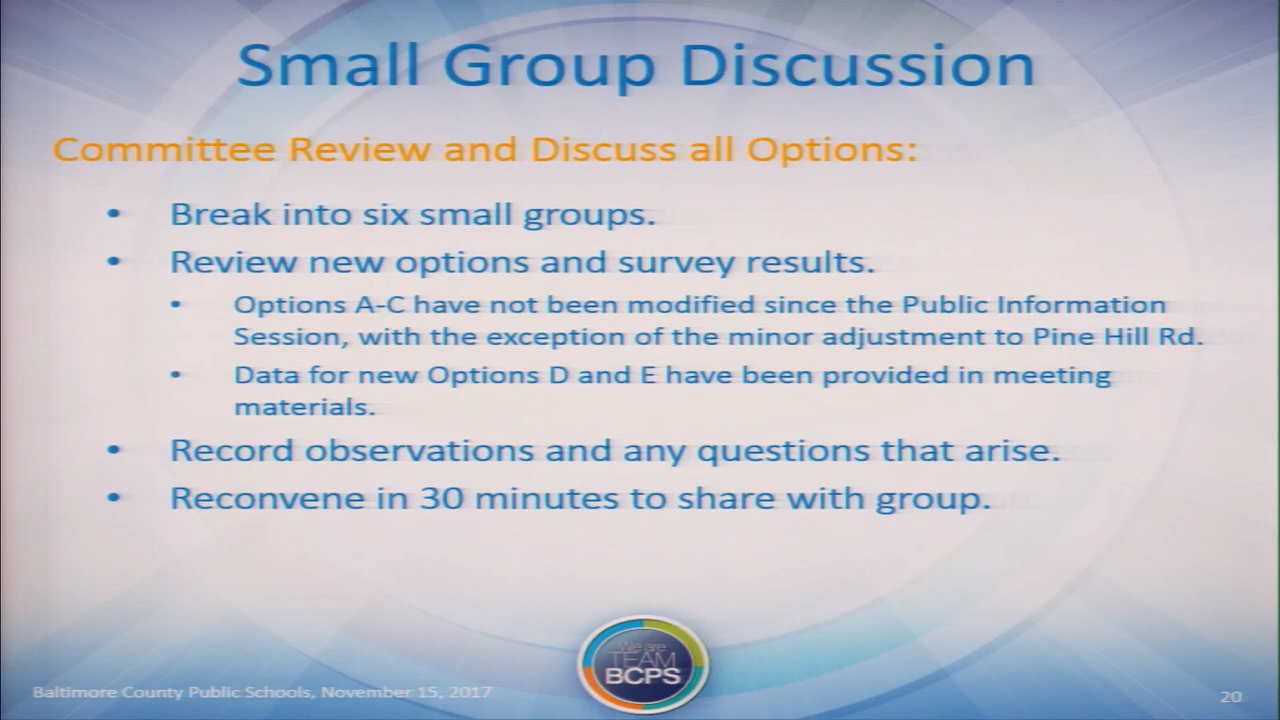 Small Group Discussion
Committee Review and Discuss all Options:
• Break into six small groups.
• Review new options and survey results.
• Options A-C have not been modified since the Public Information
Session, with the exception of the minor adjustment to Pine Hill Rd.
• Data for new Options D and E have been provided in meeting
materials.
• Record observations and any questions that arise.
• Reconvene in 30 minutes to share with group.
We are
TEAM
BCPS
Baltimore County Public Schools, November 15, 2017
20